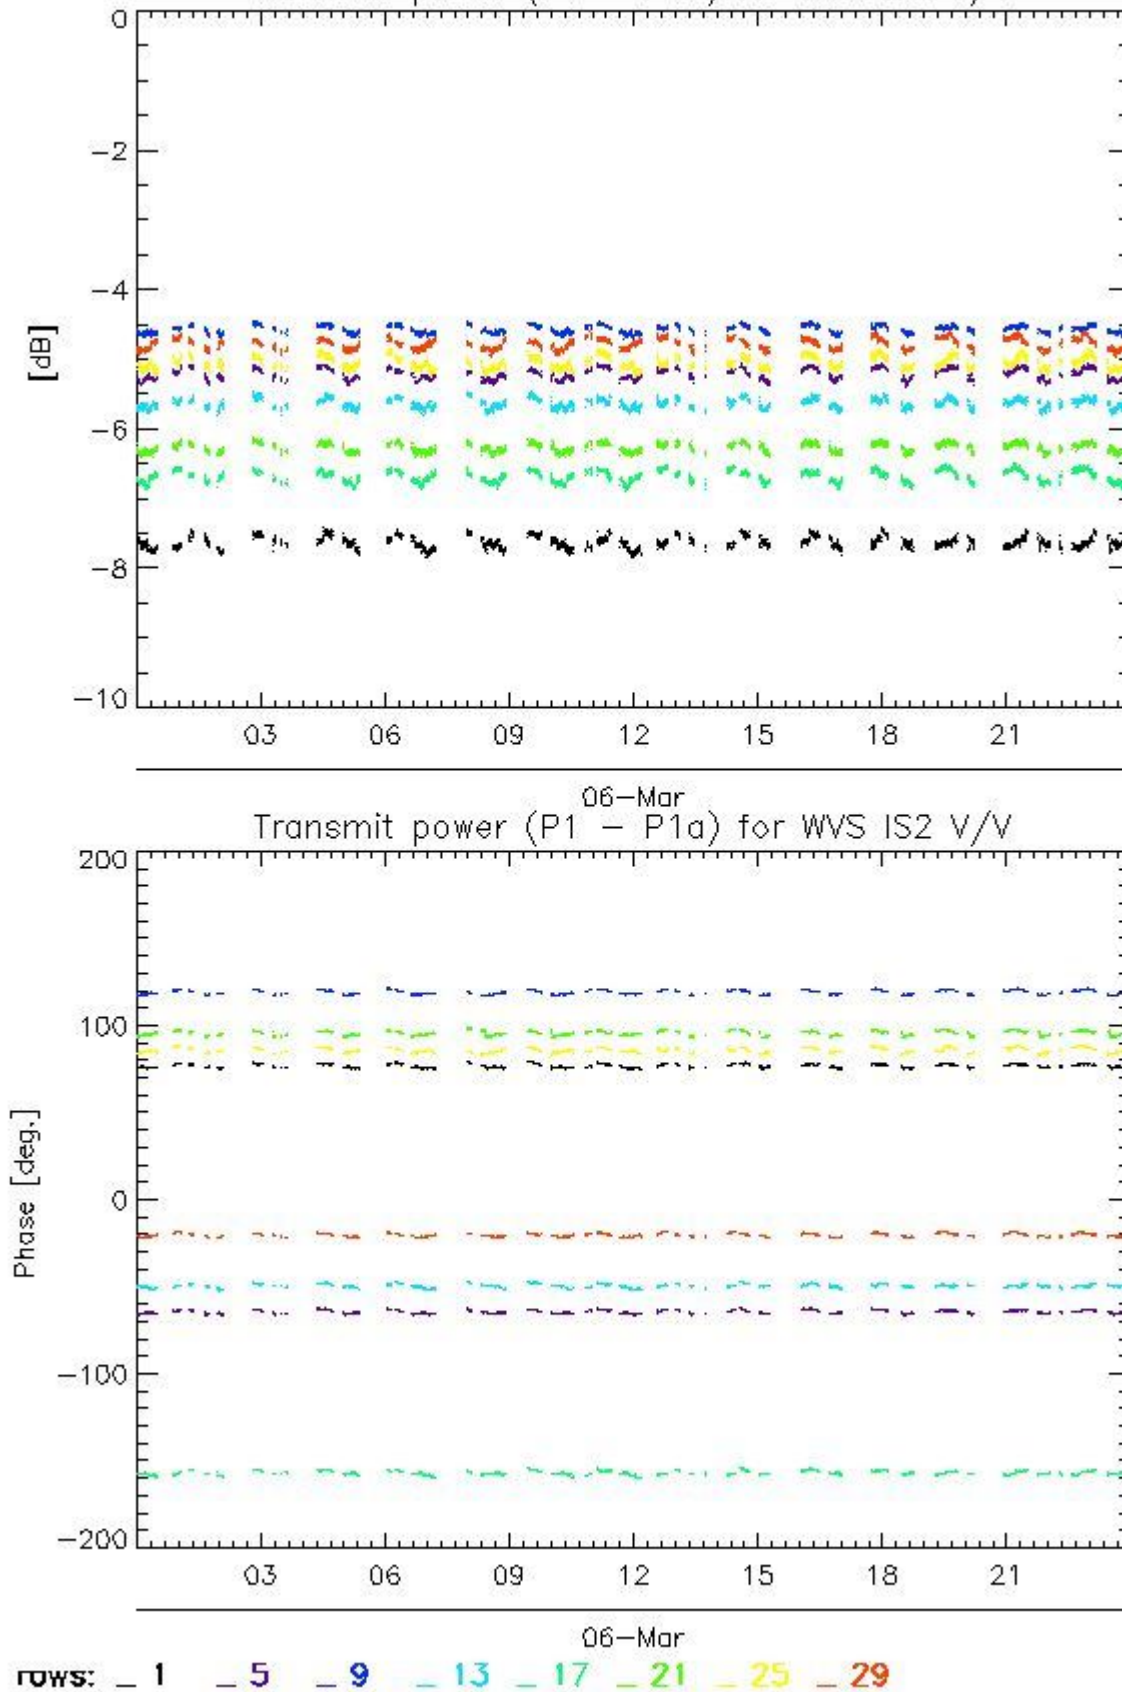 0
-2
-4
[dB]
-6
-8
-10
03 06 09 12 15 18 21
06-Mar
Transmit power (P1 - P1a) for WVS IS2 V/V
200
100
Phase [deg.]
0
-100
-200
03 06 09 12 15 18 21
06-Mar
rows: _ 1 _ 5 _ 9 _ 13 _ 17 _ 21 _ 25 _ 29